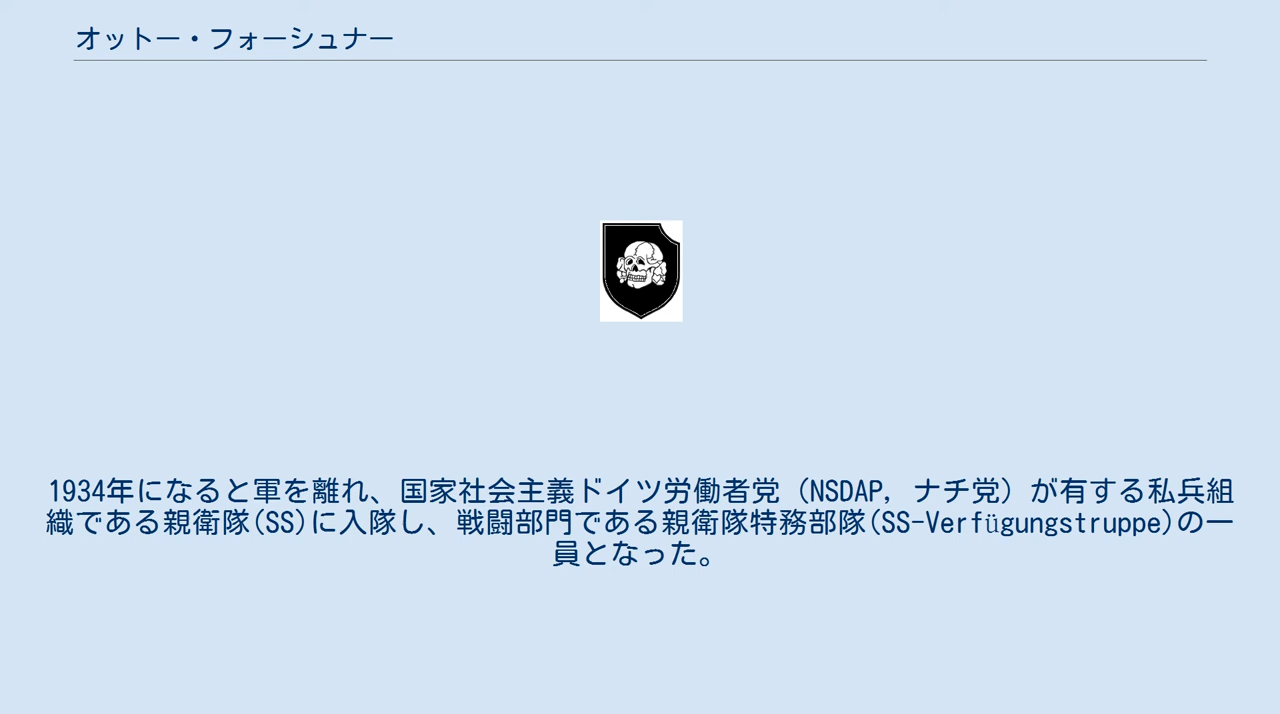 オットー・フォーシュナー
1934年になると軍を離れ、国家社会主義ドイツ労働者党（NSDAP, ナチ党）が有する私兵組
織である親衛隊(SS)に入隊し、戦闘部門である親衛隊特務部隊(SS-Verfügungstruppe)の一
員となった。